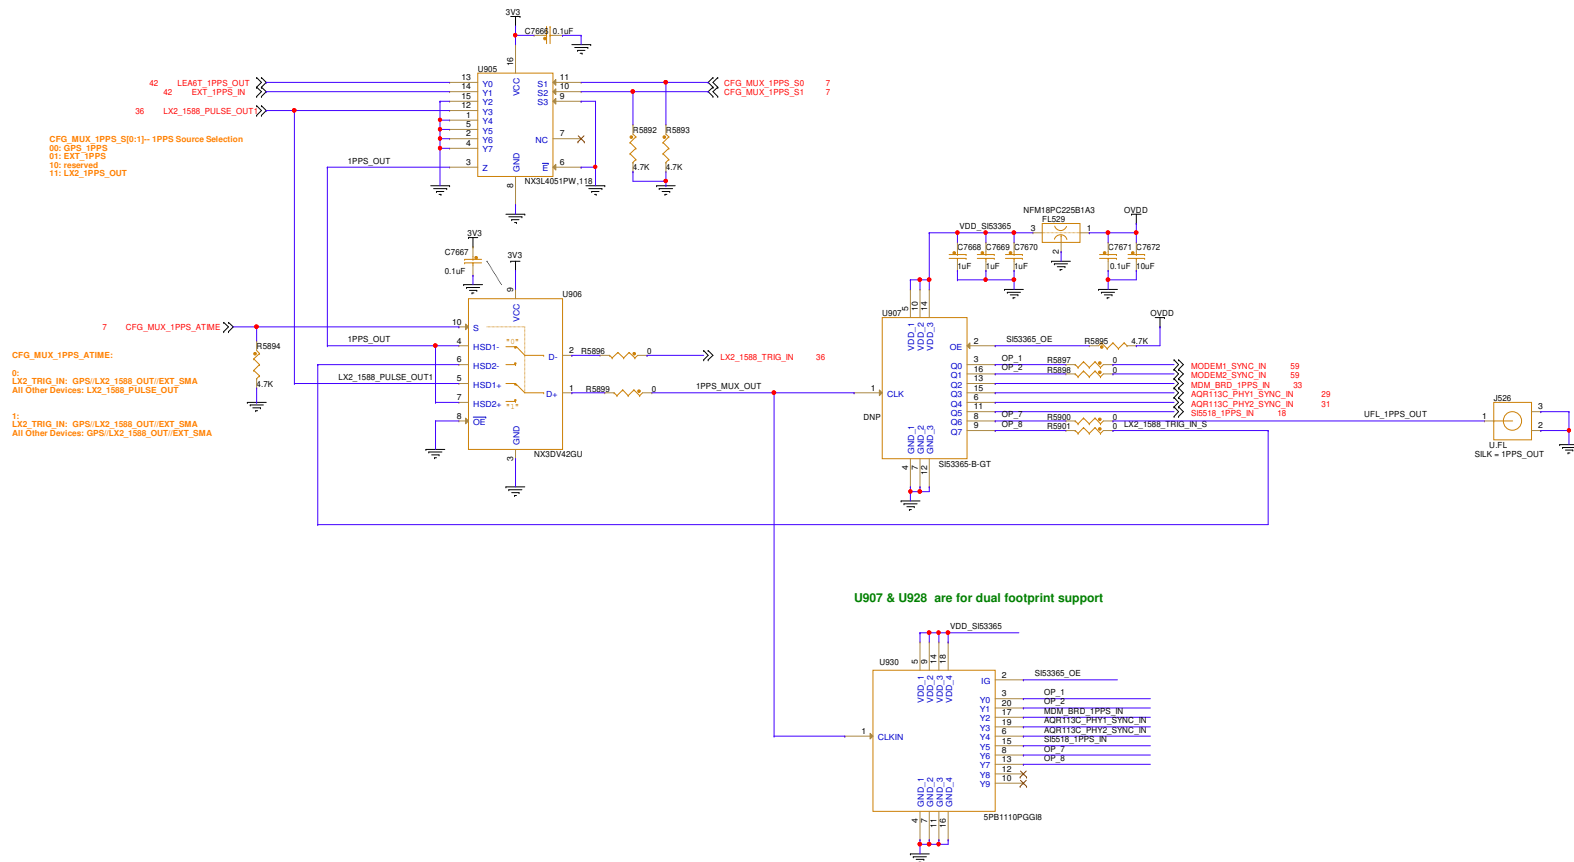 3V3
C7666 0.1uF
U905
16
VCC
42 LEA6T_1PPS_OUT 13 Y0 S1 11 CFG_MUX_1PPS_S0 7
42 EXT_1PPS_IN 14 Y1 S2 10 CFG_MUX_1PPS_S1 7
15 Y2 S3 9
36 LX2_1588_PULSE_OUT1 12 Y3
1 Y4
5 Y5
2 Y6 NC 7
4 Y7
1PPS_OUT 3 Z GND E 6
R5892 R5893
4.7K 4.7K
8
NX3L4051PW,118
CFG_MUX_1PPS_S[0:1]-- 1PPS Source Selection
00: GPS_1PPS
01: EXT_1PPS
10: reserved
11: LX2_1PPS_OUT
3V3
C7667
0.1uF
3V3
U906
9
VCC
7 CFG_MUX_1PPS_ATIME 10 S
R5894
4.7K
1PPS_OUT 4 HSD1-
"0"
6 HSD2-
LX2_1588_PULSE_OUT1 5 HSD1+
7 HSD2+
"1"
8 OE
GND
3
NX3DV42GU
D- 2 R5896 0 LX2_1588_TRIG_IN 36
D+ 1 R5899 0 1PPS_MUX_OUT
CFG_MUX_1PPS_ATIME:
0:
LX2_TRIG_IN: GPS//LX2_1588_OUT//EXT_SMA
All Other Devices: LX2_1588_PULSE_OUT
1:
LX2_TRIG_IN: GPS//LX2_1588_OUT//EXT_SMA
All Other Devices: GPS//LX2_1588_OUT//EXT_SMA
NFM18PC225B1A3
FL529
OVDD
VDD_SI53365 3 1
2
C7668 C7669 C7670 C7671 C7672
1uF 1uF 1uF 0.1uF 10uF
U907
5 10 14
VDD_1 VDD_2 VDD_3
OVDD
OE 2 SI53365_OE R5895 4.7K
Q0 3 OP_1 R5897 0 MODEM1_SYNC_IN 59
Q1 16 OP_2 R5898 0 MODEM2_SYNC_IN 59
Q2 13 MDM_BRD_1PPS_IN 33
Q3 15 AQR113C_PHY1_SYNC_IN 29
Q4 6 AQR113C_PHY2_SYNC_IN 31
Q5 11 SI5518_1PPS_IN 18
Q6 8 OP_7 R5900 0 UFL_1PPS_OUT
Q7 9 OP_8 R5901 0 LX2_1588_TRIG_IN_S
1 CLK
DNP
GND_1 GND_2 GND_3
4 7 12
SI53365-B-GT
J526
1 3
2
U.FL
SILK = 1PPS_OUT
U907 & U928 are for dual footprint support
VDD_SI53365
U930
5 9 14 18
VDD_1 VDD_2 VDD_3 VDD_4
IG 2 SI53365_OE
Y0 3 OP_1
Y1 20 OP_2
Y2 17 MDM_BRD_1PPS_IN
Y3 19 AQR113C_PHY1_SYNC_IN
Y4 6 AQR113C_PHY2_SYNC_IN
Y5 15 SI5518_1PPS_IN
Y6 8 OP_7
Y7 13 OP_8
Y8 12
Y9 10
1 CLKIN
GND_1 GND_2 GND_3 GND_4
4 7 11 16
5PB1110PGGI8